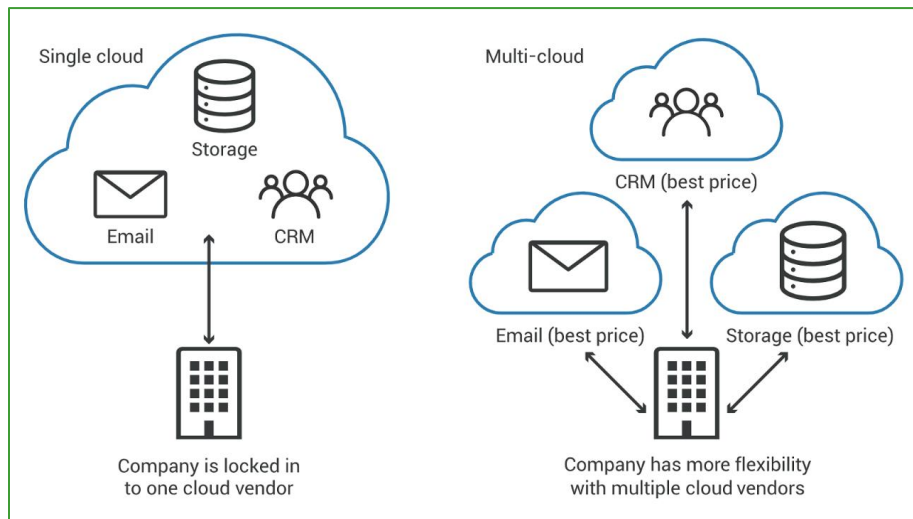 Single cloud
Storage
Email
CRM
Company is locked in
to one cloud vendor
Multi-cloud
CRM (best price)
Email (best price)
Storage (best price)
Company has more flexibility
with multiple cloud vendors